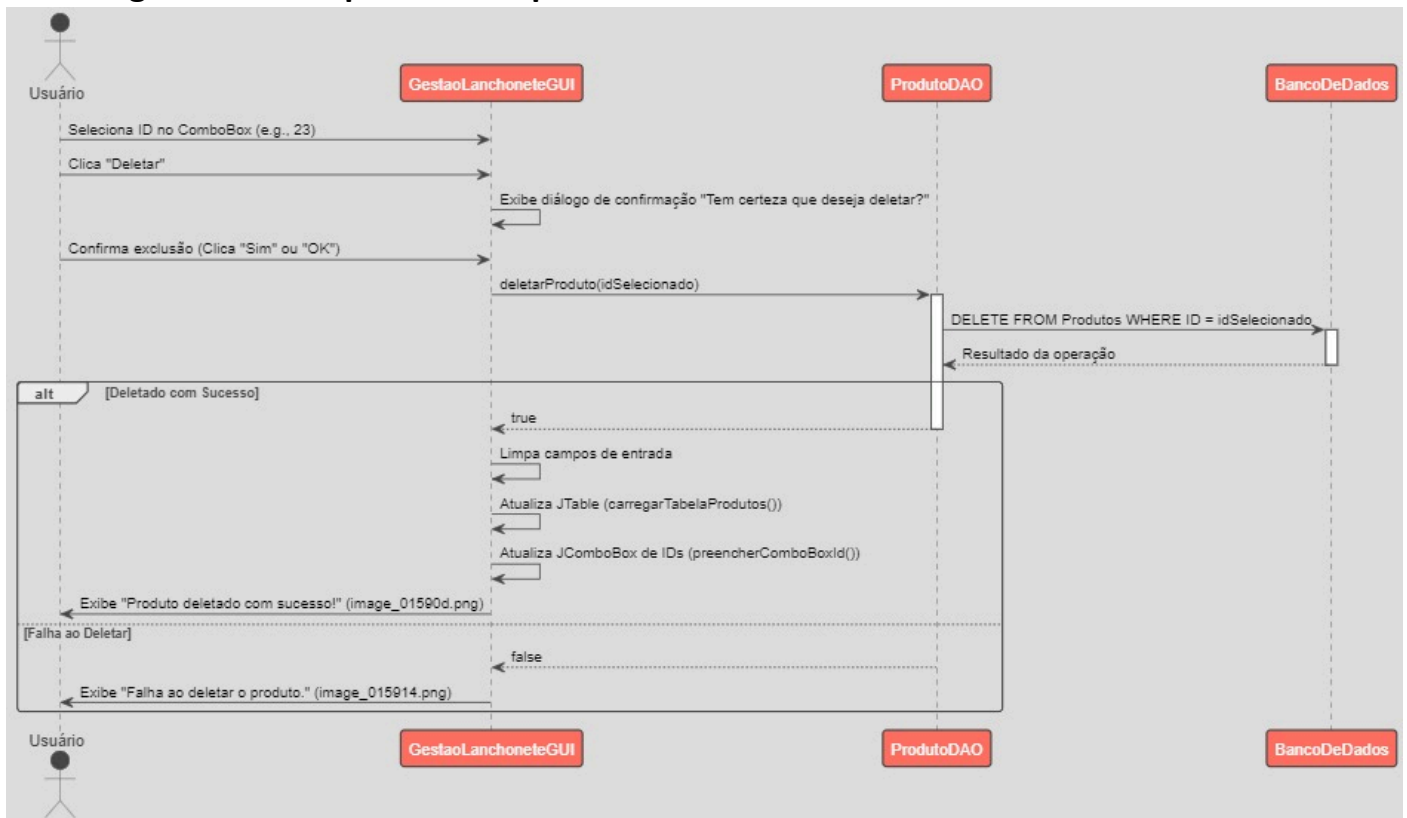 Usuário
GestaoLanchoneteGUI
ProdutoDAO
BancoDeDados
Seleciona ID no ComboBox (e.g., 23)
Clica "Deletar"
Exibe diálogo de confirmação "Tem certeza que deseja deletar?"
Confirma exclusão (Clica "Sim" ou "OK")
deletarProduto(idSelecionado)
DELETE FROM Produtos WHERE ID = idSelecionado
Resultado da operação
alt [Deletado com Sucesso]
true
Limpa campos de entrada
Atualiza JTable (carregarTabelaProdutos())
Atualiza JComboBox de IDs (preencherComboBoxId())
Exibe "Produto deletado com sucesso!" (image_01590d.png)
[Falha ao Deletar]
false
Exibe "Falha ao deletar o produto." (image_015914.png)
Usuário
GestaoLanchoneteGUI
ProdutoDAO
BancoDeDados